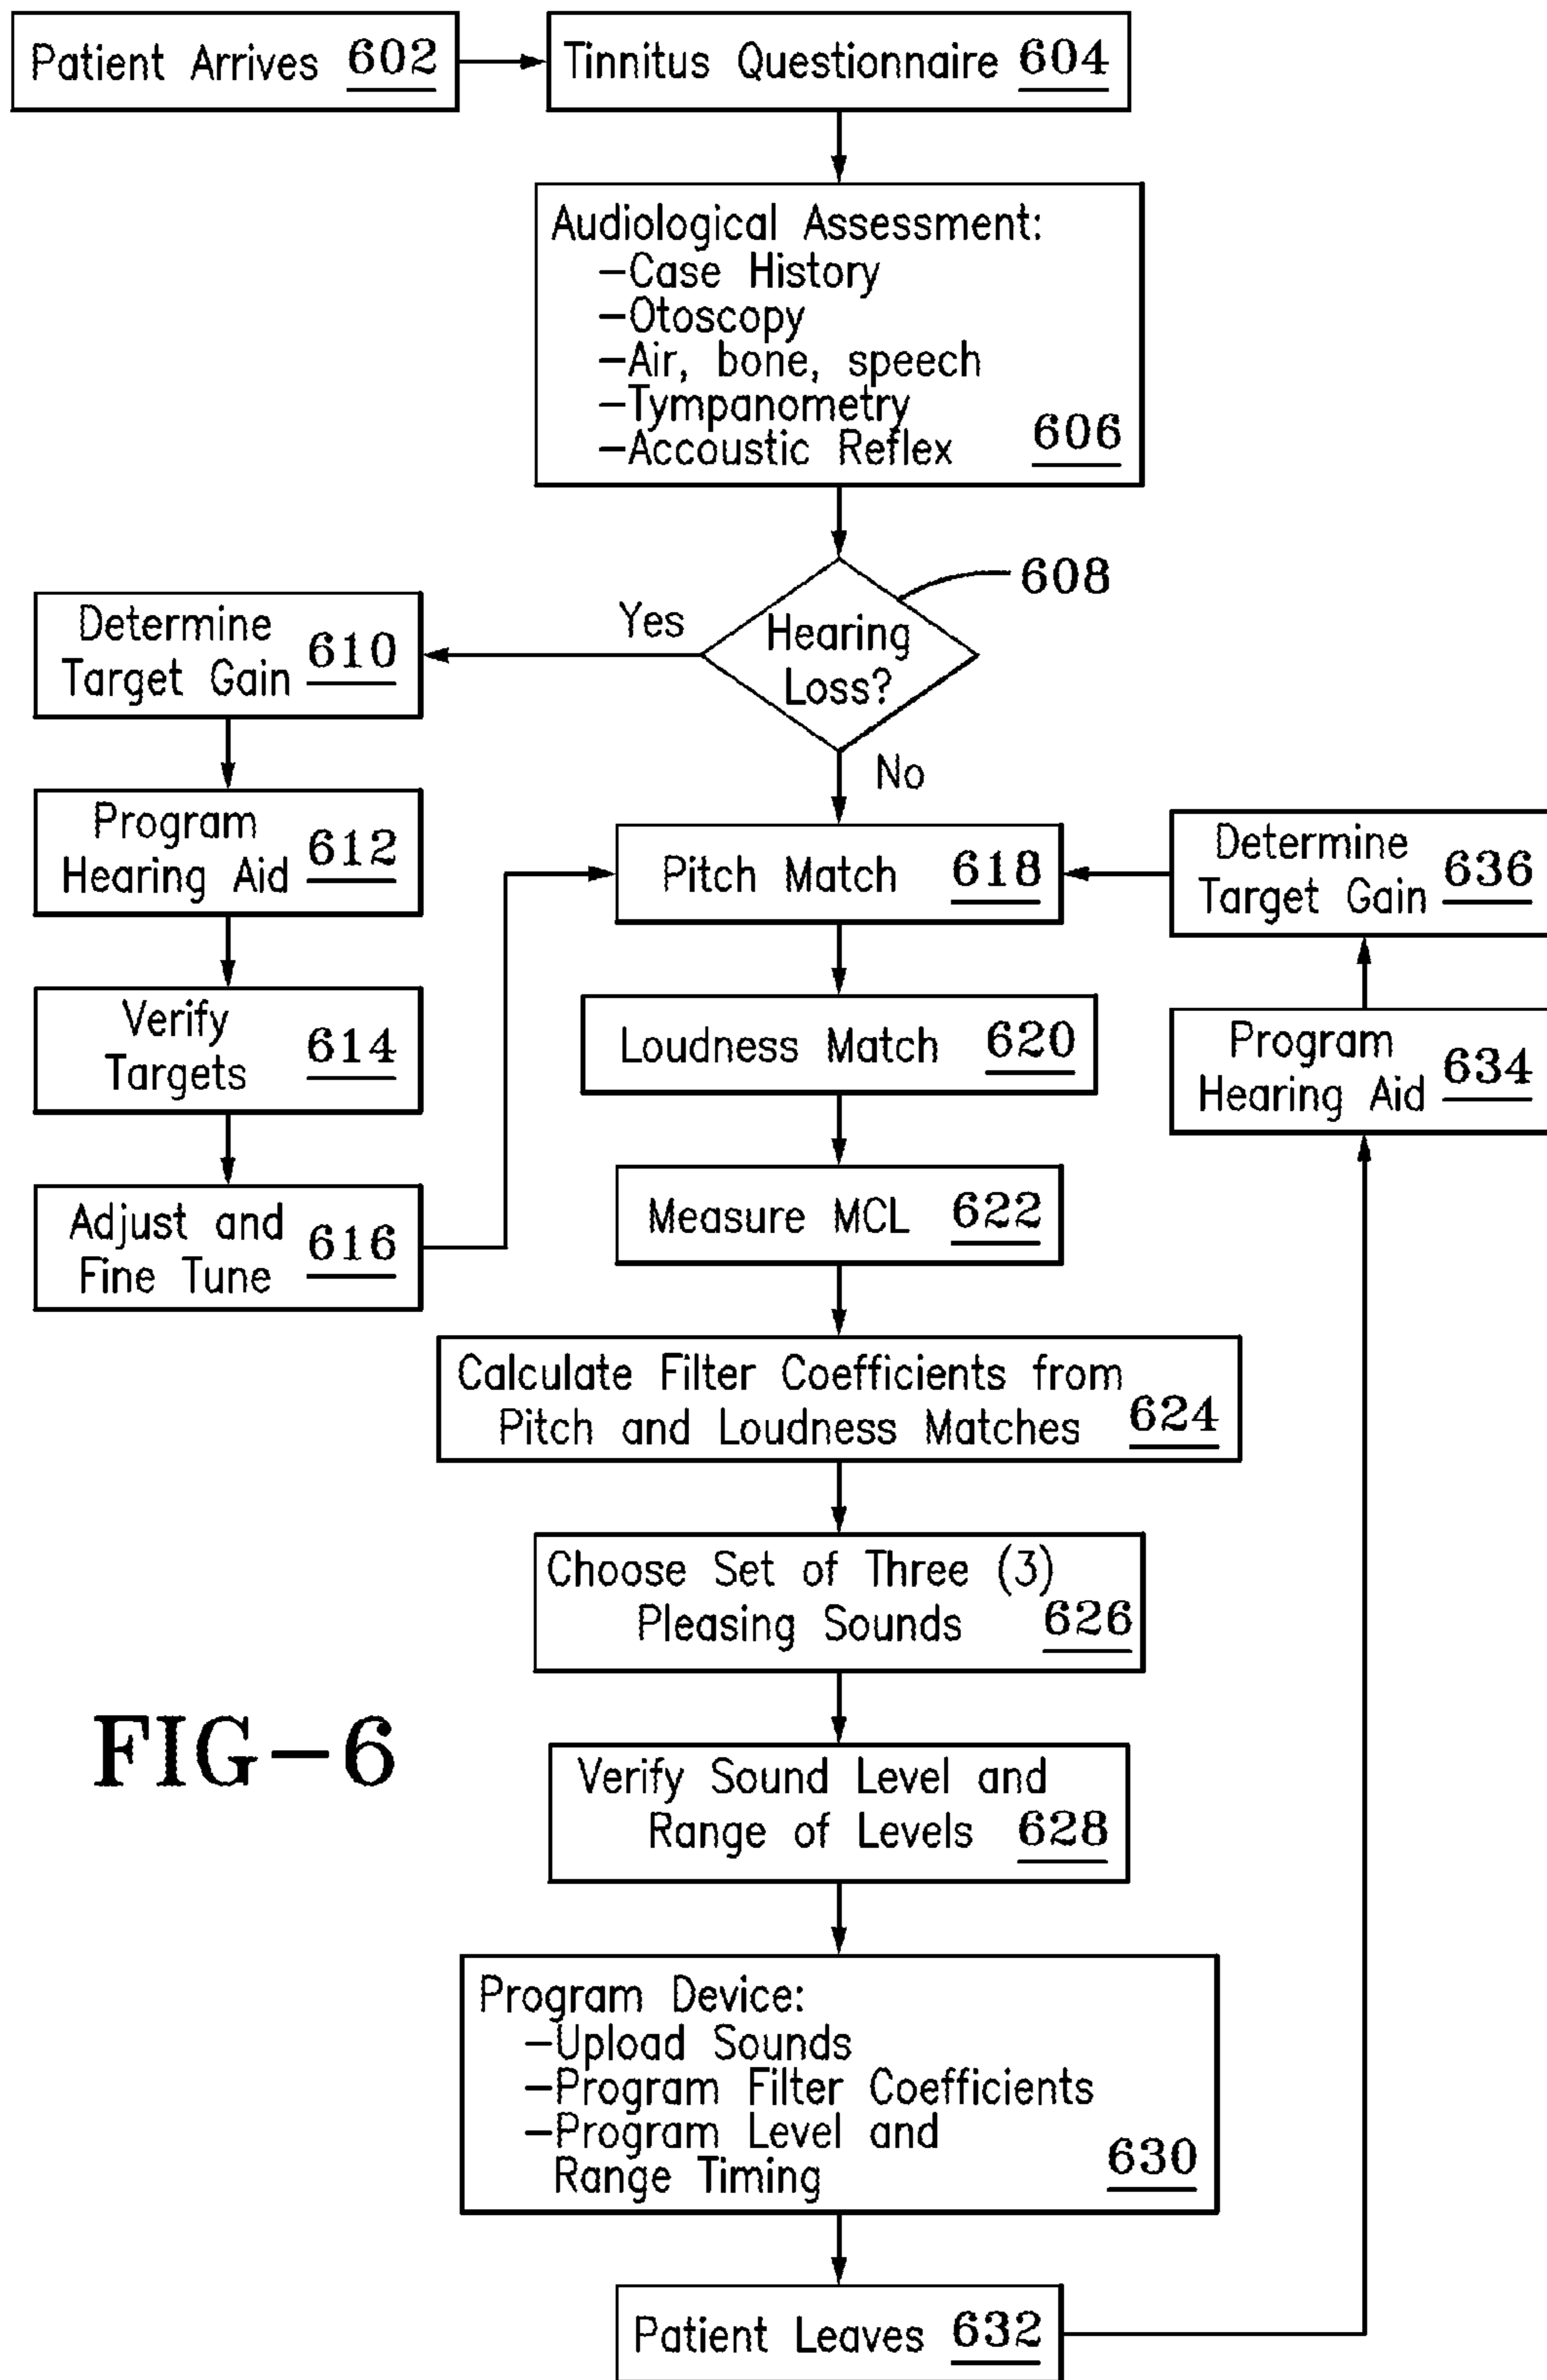 Patient Arrives 602
Tinnitus Questionnaire 604
Audiological Assessment:
-Case History
-Otoscopy
-Air, bone, speech
-Tympanometry
-Accoustic Reflex 606
608
Hearing
Loss?
Yes
No
Determine
Target Gain 610
Program
Hearing Aid 612
Verify
Targets 614
Adjust and
Fine Tune 616
Pitch Match 618
Loudness Match 620
Measure MCL 622
Calculate Filter Coefficients from
Pitch and Loudness Matches 624
Choose Set of Three (3)
Pleasing Sounds 626
Verify Sound Level and
Range of Levels 628
Program Device:
-Upload Sounds
-Program Filter Coefficients
-Program Level and
Range Timing 630
Patient Leaves 632
Program
Hearing Aid 634
Determine
Target Gain 636
FIG-6